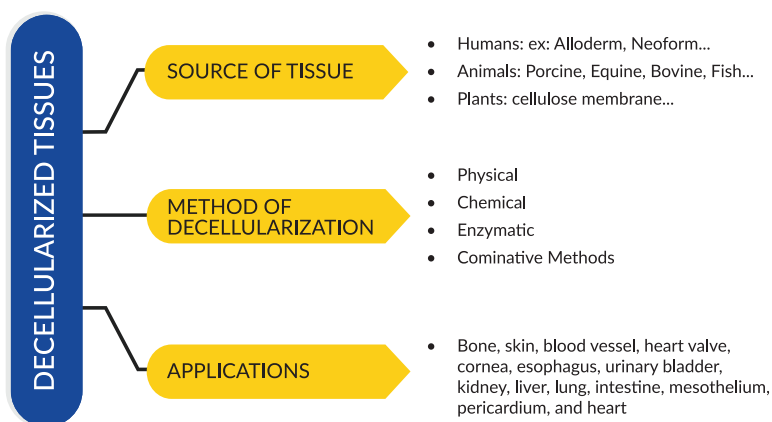 DECELLULARIZED TISSUES
SOURCE OF TISSUE
• Humans: ex: Alloderm, Neoform...
• Animals: Porcine, Equine, Bovine, Fish...
• Plants: cellulose membrane...
METHOD OF
DECELLULARIZATION
• Physical
• Chemical
• Enzymatic
• Cominative Methods
APPLICATIONS
• Bone, skin, blood vessel, heart valve,
cornea, esophagus, urinary bladder,
kidney, liver, lung, intestine, mesothelium,
pericardium, and heart